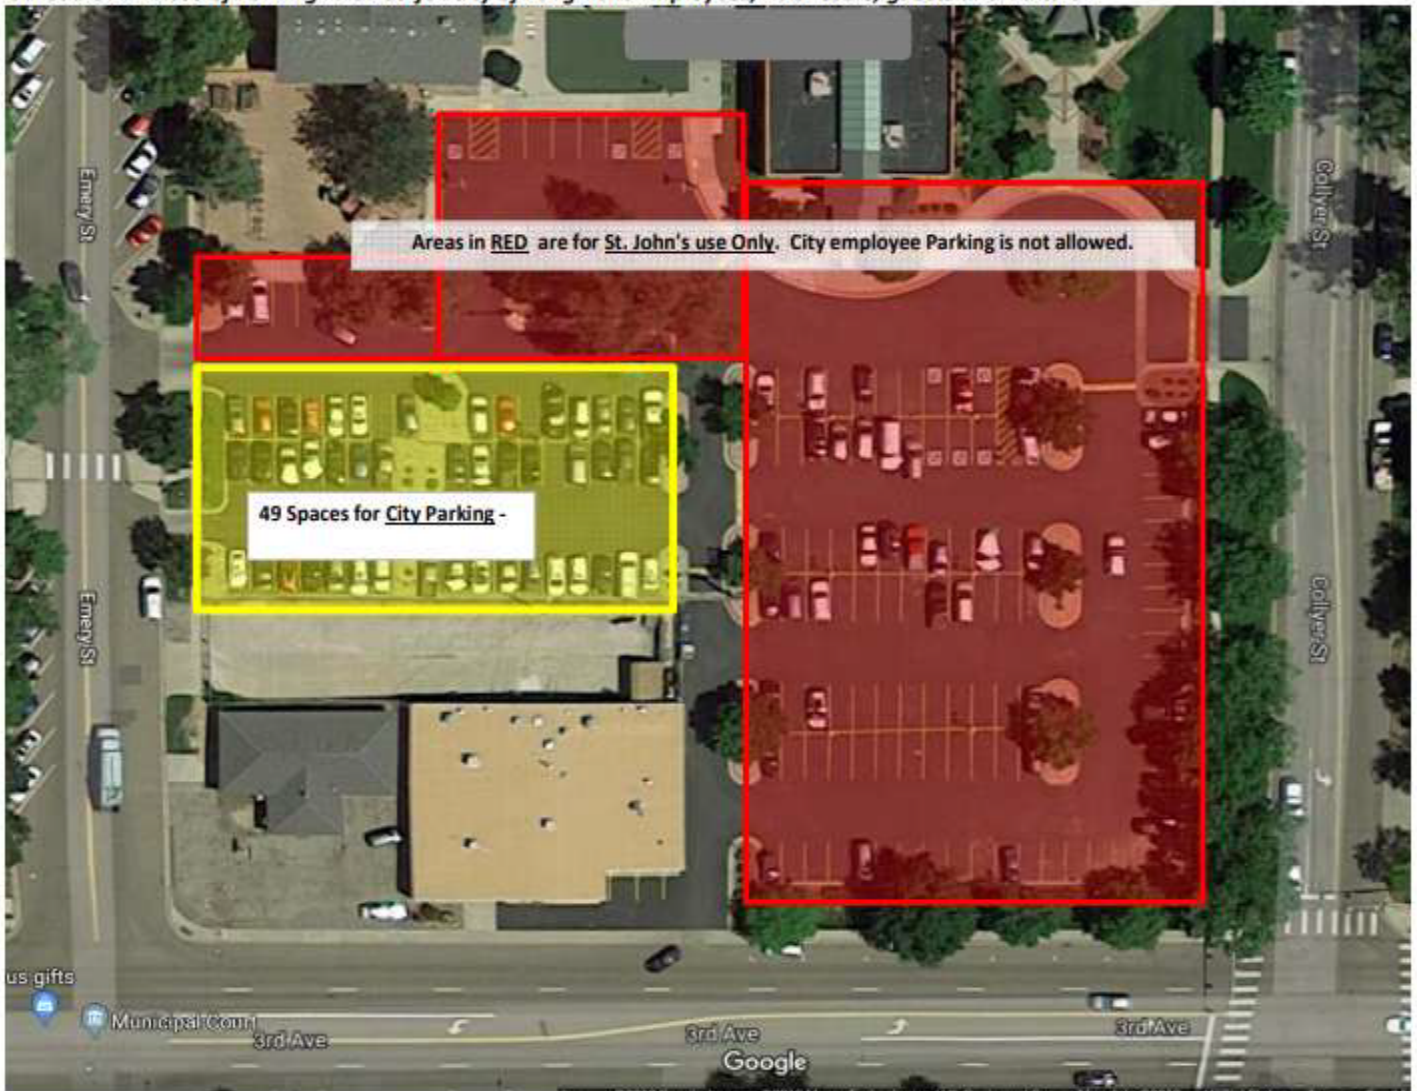 Emery St
Collyer St
Areas in RED are for St. John's use Only. City employee Parking is not allowed.
49 Spaces for City Parking -
Emery St
Collyer St
us gifts
Municipal Court
3rd Ave
3rd Ave
3rd Ave
Google